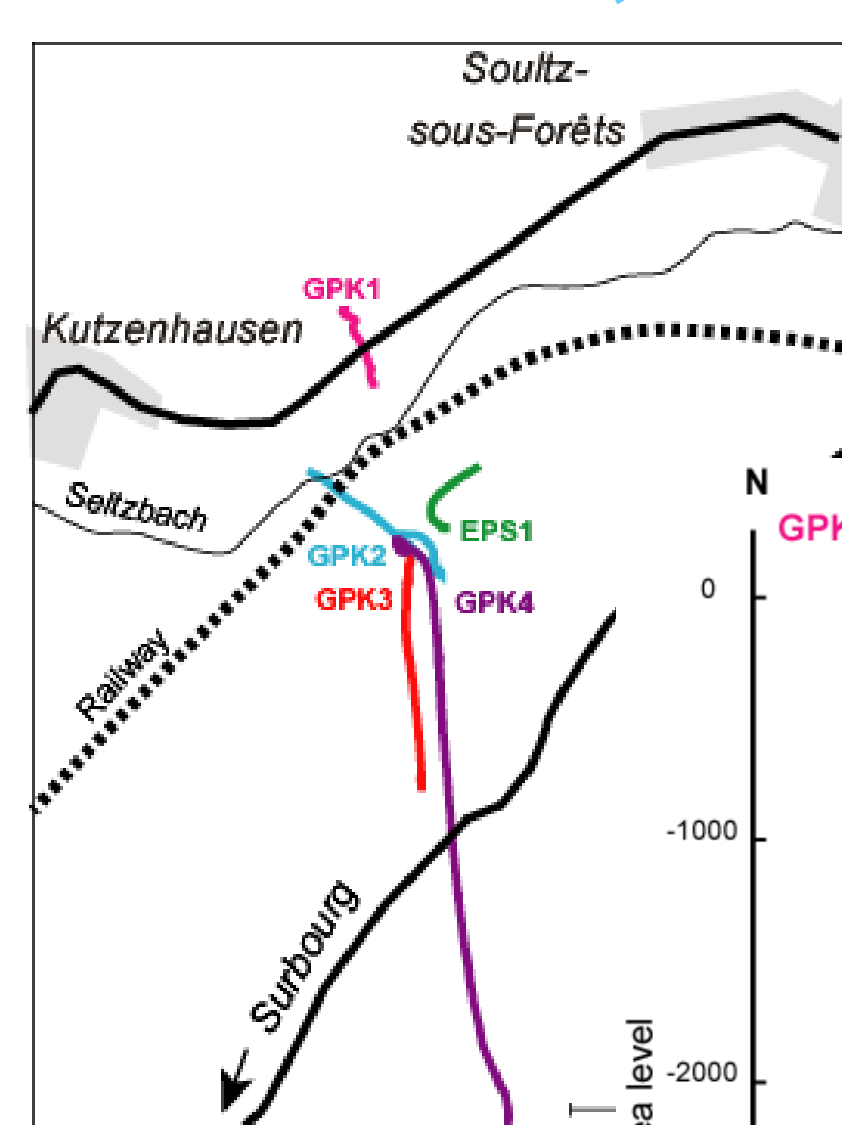 Soultz-
sous-Forêts
GPK1
Kutzenhausen
Seltzbach
N
EPS1
GPK
GPK2
0
GPK3
GPK4
Railway
-1000
Surbourg
-2000
ea level